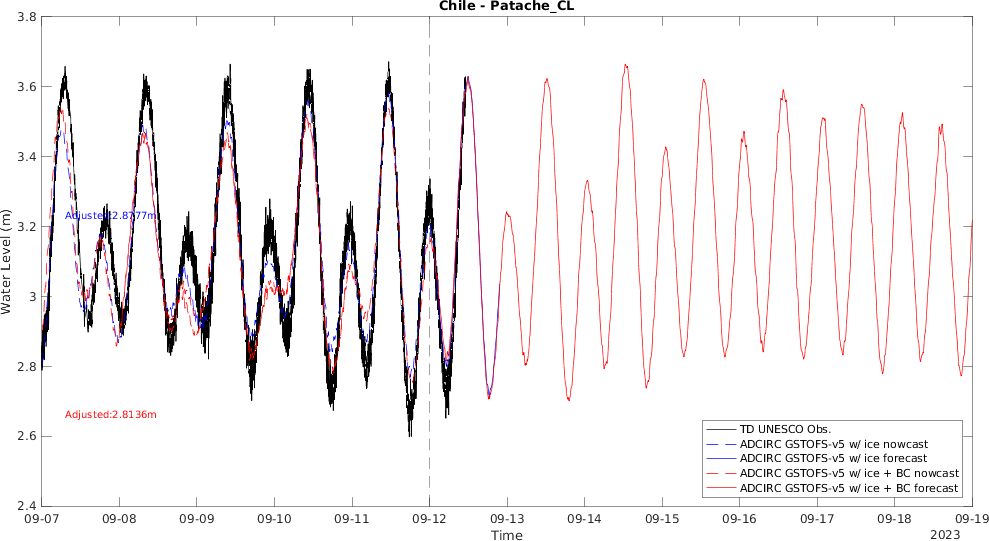 Chile - Patache_CL
Water Level (m)
3.8
3.6
3.4
3.2
3
2.8
2.6
2.4
Adjusted:2.8777m
Adjusted:2.8136m
TD UNESCO Obs.
ADCIRC GSTOFS-v5 w/ ice nowcast
ADCIRC GSTOFS-v5 w/ ice forecast
ADCIRC GSTOFS-v5 w/ ice + BC nowcast
ADCIRC GSTOFS-v5 w/ ice + BC forecast
09-07 09-08 09-09 09-10 09-11 09-12 09-13 09-14 09-15 09-16 09-17 09-18 09-19
Time
2023